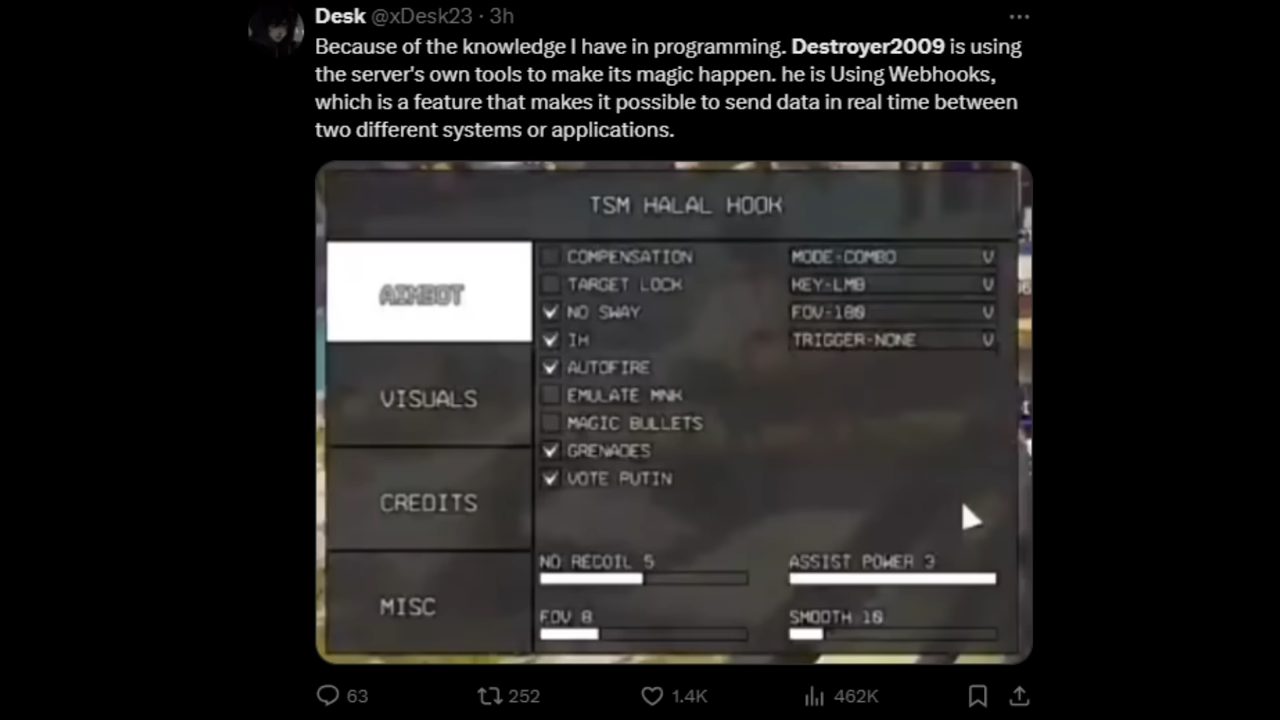 Desk @xDesk23 · 3h
Because of the knowledge I have in programming. Destroyer2009 is using
the server's own tools to make its magic happen. he is Using Webhooks,
which is a feature that makes it possible to send data in real time between
two different systems or applications.
TSM HALAL HOOK
AIMBOT
VISUALS
CREDITS
MISC
COMPENSATION
TARGET LOCK
NO SWAY
IH
AUTOFIRE
EMULATE MNK
MAGIC BULLETS
GRENADES
VOTE PUTIN
MODE-COMBO V
KEY-LMB V
FOV-180 V
TRIGGER-NONE V
NO RECOIL 5
ASSIST POWER 3
FOV 8
SMOOTH 10
63 252 1.4K 462K